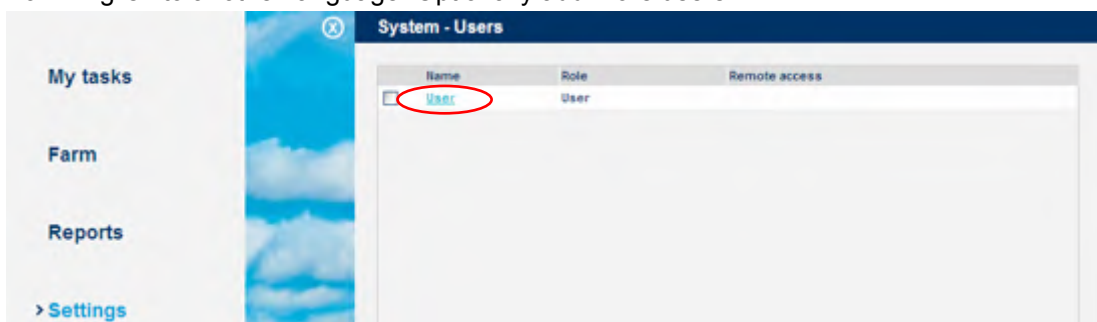 System - Users
My tasks
Name Role Remote access
User User
Farm
Reports
> Settings